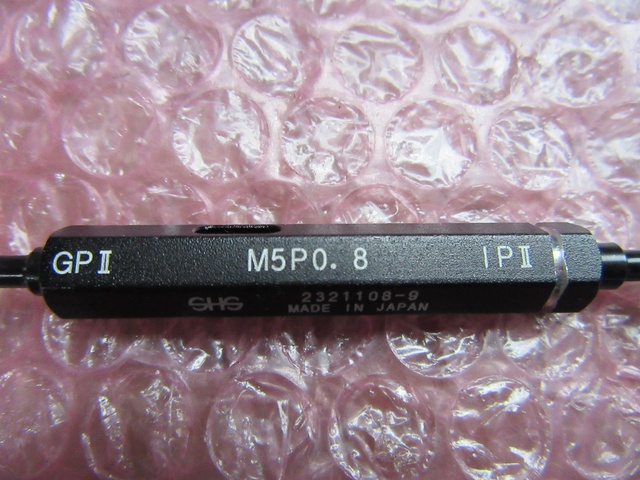 GPⅡ M5P0.8 IPⅡ
SHS 2321108-9
MADE IN JAPAN